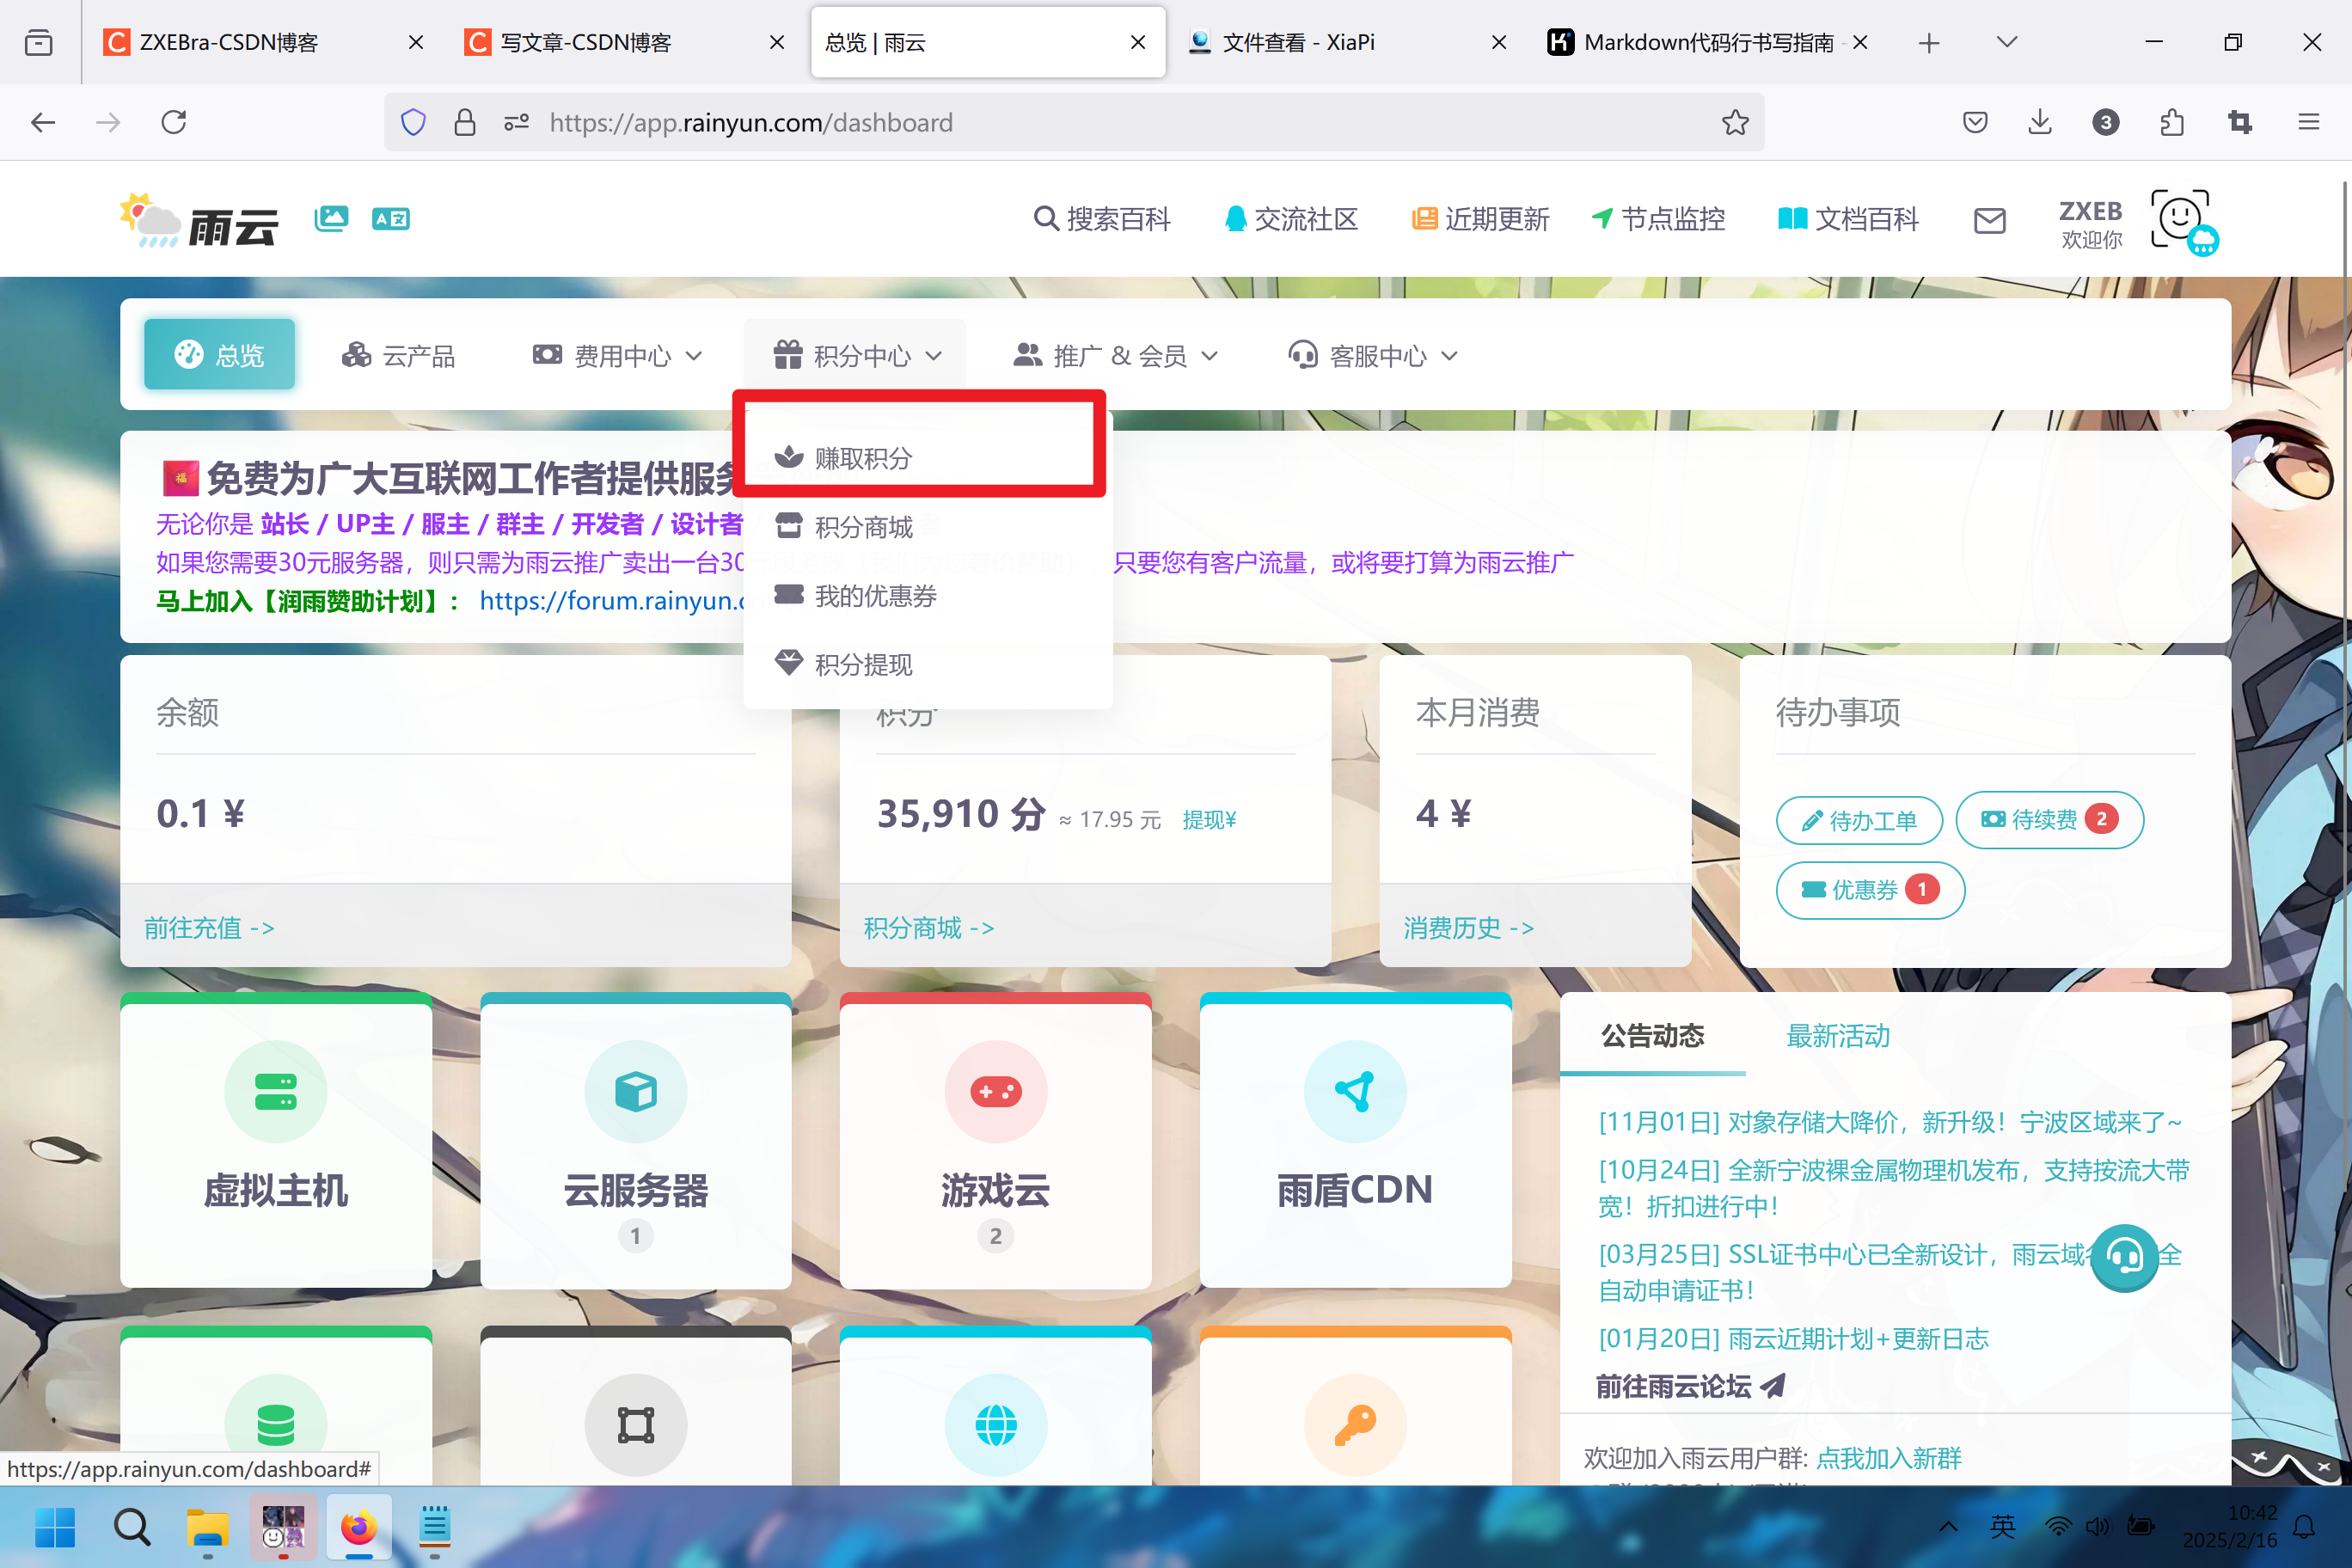 ZXEBra-CSDN博客
写文章-CSDN博客
总览 | 雨云
文件查看 - XiaPi
Markdown代码行书写指南 -
https://app.rainyun.com/dashboard
3
雨云
搜索百科
交流社区
近期更新
节点监控
文档百科
ZXEB
欢迎你
总览
云产品
费用中心
积分中心
推广 & 会员
客服中心
赚取积分
积分商城
我的优惠券
积分提现
福
免费为广大互联网工作者提供服务
无论你是 站长 / UP主 / 服主 / 群主 / 开发者 / 设计者
如果您需要30元服务器，则只需为雨云推广卖出一台30
只要您有客户流量，或将要打算为雨云推广
马上加入【润雨赞助计划】： https://forum.rainyun.c
余额
0.1 ¥
前往充值 ->
积分
35,910 分 ≈ 17.95 元 提现¥
积分商城 ->
本月消费
4 ¥
消费历史 ->
待办事项
待办工单
待续费 2
优惠券 1
虚拟主机
云服务器
1
游戏云
2
雨盾CDN
公告动态
最新活动
[11月01日] 对象存储大降价，新升级！宁波区域来了~
[10月24日] 全新宁波裸金属物理机发布，支持按流大带
宽！折扣进行中！
[03月25日] SSL证书中心已全新设计，雨云域 全
自动申请证书！
[01月20日] 雨云近期计划+更新日志
前往雨云论坛
欢迎加入雨云用户群: 点我加入新群
https://app.rainyun.com/dashboard#
英
10:42
2025/2/16